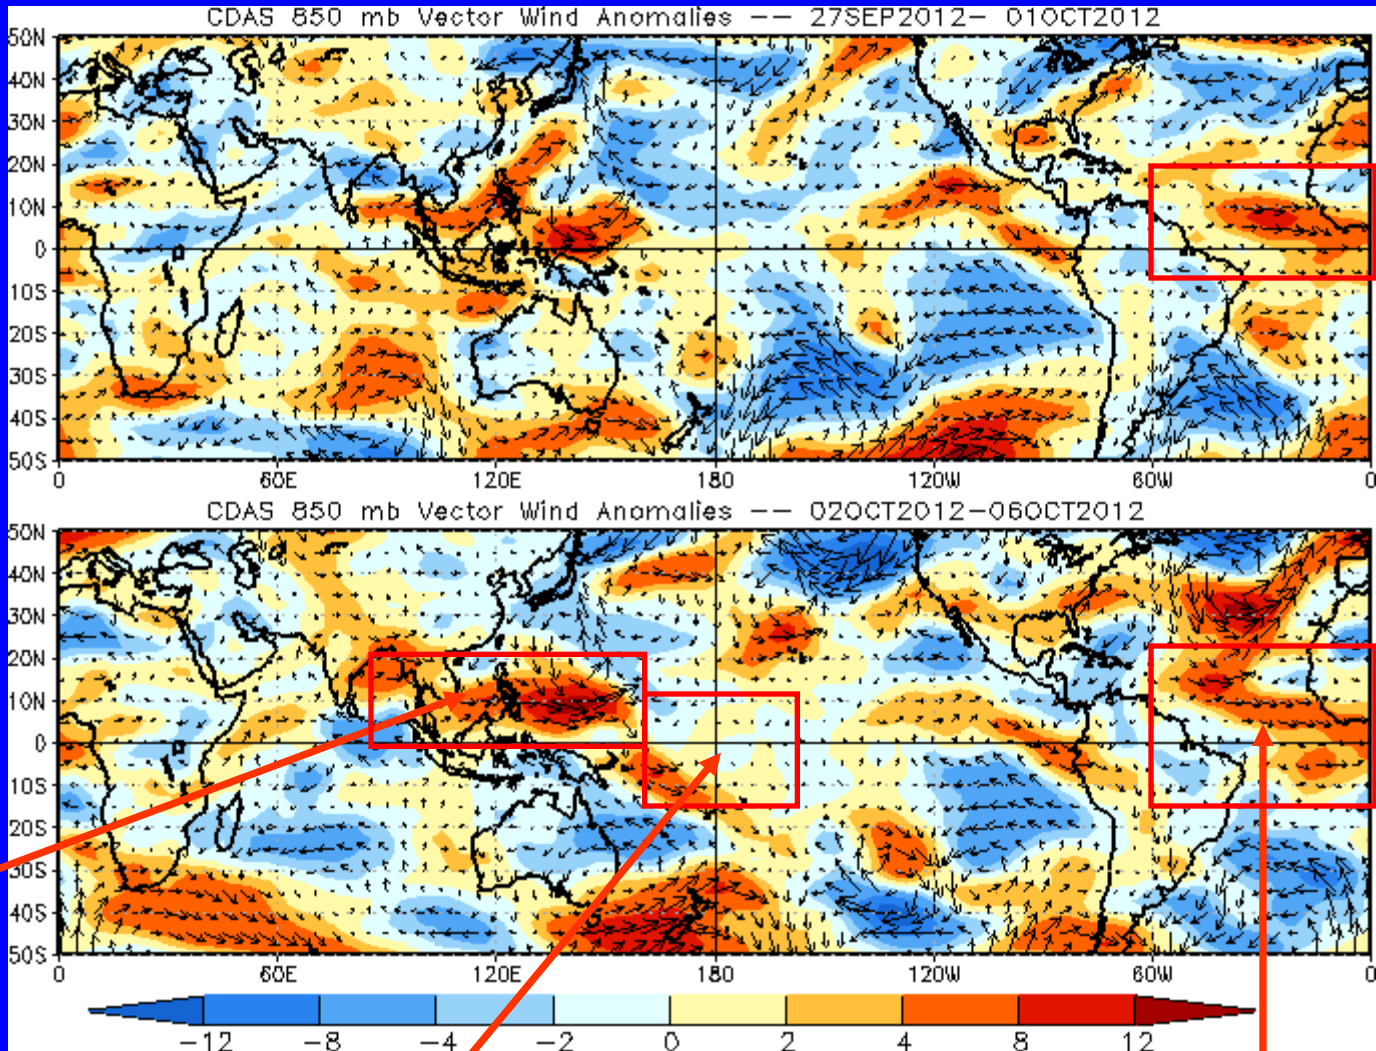 CDAS 850 mb Vector Wind Anomalies -- 27SEP2012- 01OCT2012
50N
40N
30N
20N
10N
0
10S
20S
30S
40S
50S
0 60E 120E 180 120W 60W 0
CDAS 850 mb Vector Wind Anomalies -- 02OCT2012-06OCT2012
50N
40N
30N
20N
10N
0
10S
20S
30S
40S
50S
0 60E 120E 180 120W 60W 0
-12 -8 -4 -2 0 2 4 8 12